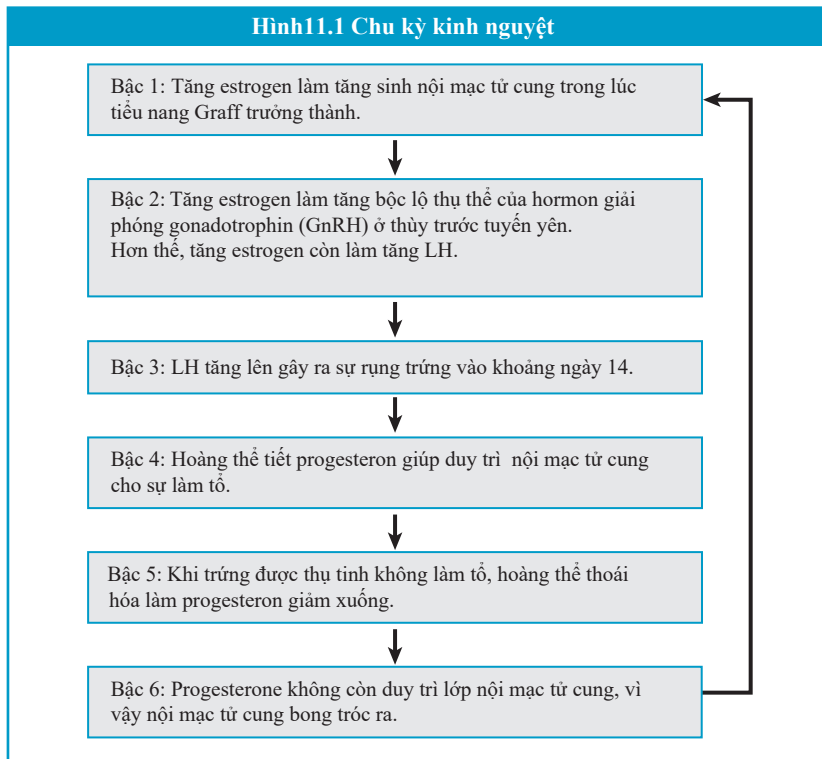 Hình11.1 Chu kỳ kinh nguyệt
Bậc 1: Tăng estrogen làm tăng sinh nội mạc tử cung trong lúc
tiểu nang Graff trưởng thành.
Bậc 2: Tăng estrogen làm tăng bộc lộ thụ thể của hormon giải
phóng gonadotrophin (GnRH) ở thùy trước tuyến yên.
Hơn thế, tăng estrogen còn làm tăng LH.
Bậc 3: LH tăng lên gây ra sự rụng trứng vào khoảng ngày 14.
Bậc 4: Hoàng thể tiết progesteron giúp duy trì nội mạc tử cung
cho sự làm tổ.
Bậc 5: Khi trứng được thụ tinh không làm tổ, hoàng thể thoái
hóa làm progesteron giảm xuống.
Bậc 6: Progesterone không còn duy trì lớp nội mạc tử cung, vì
vậy nội mạc tử cung bong tróc ra.